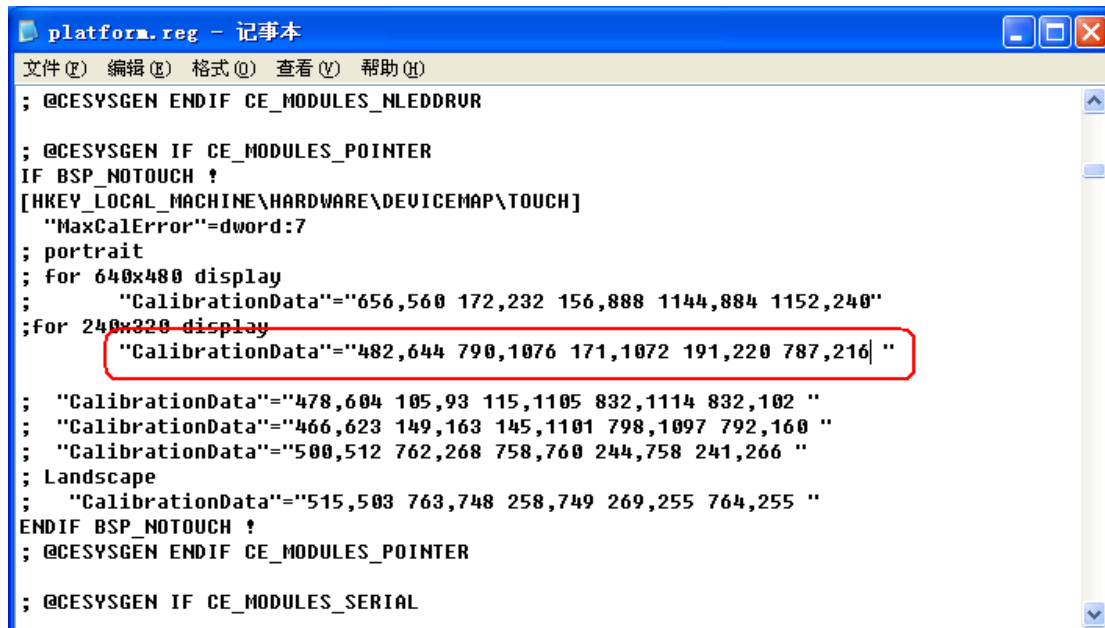 platform.reg - 记事本
文件(F) 编辑(E) 格式(O) 查看(V) 帮助(H)
; @CESYSGEN ENDIF CE_MODULES_NLEDDRVR
; @CESYSGEN IF CE_MODULES_POINTER
IF BSP_NOTOUCH !
[HKEY_LOCAL_MACHINE\HARDWARE\DEVICEMAP\TOUCH]
"MaxCalError"=dword:7
; portrait
; for 640x480 display
; "CalibrationData"="656,560 172,232 156,888 1144,884 1152,240"
;for 240x320 display
"CalibrationData"="482,644 790,1076 171,1072 191,220 787,216 "
; "CalibrationData"="478,604 105,93 115,1105 832,1114 832,102 "
; "CalibrationData"="466,623 149,163 145,1101 798,1097 792,160 "
; "CalibrationData"="500,512 762,268 758,760 244,758 241,266 "
; Landscape
; "CalibrationData"="515,503 763,748 258,749 269,255 764,255 "
ENDIF BSP_NOTOUCH !
; @CESYSGEN ENDIF CE_MODULES_POINTER
; @CESYSGEN IF CE_MODULES_SERIAL